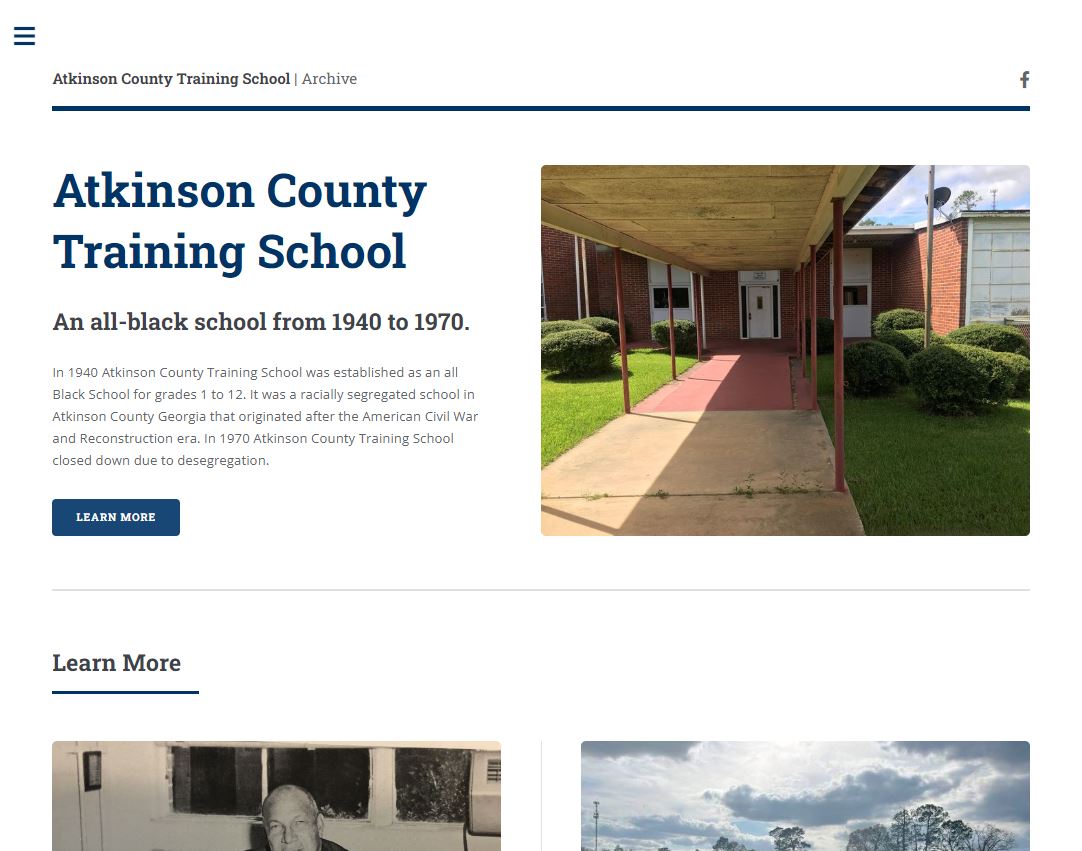 Atkinson County Training School | Archive
Atkinson County
Training School
An all-black school from 1940 to 1970.
In 1940 Atkinson County Training School was established as an all
Black School for grades 1 to 12. It was a racially segregated school in
Atkinson County Georgia that originated after the American Civil War
and Reconstruction era. In 1970 Atkinson County Training School
closed down due to desegregation.
LEARN MORE
Learn More